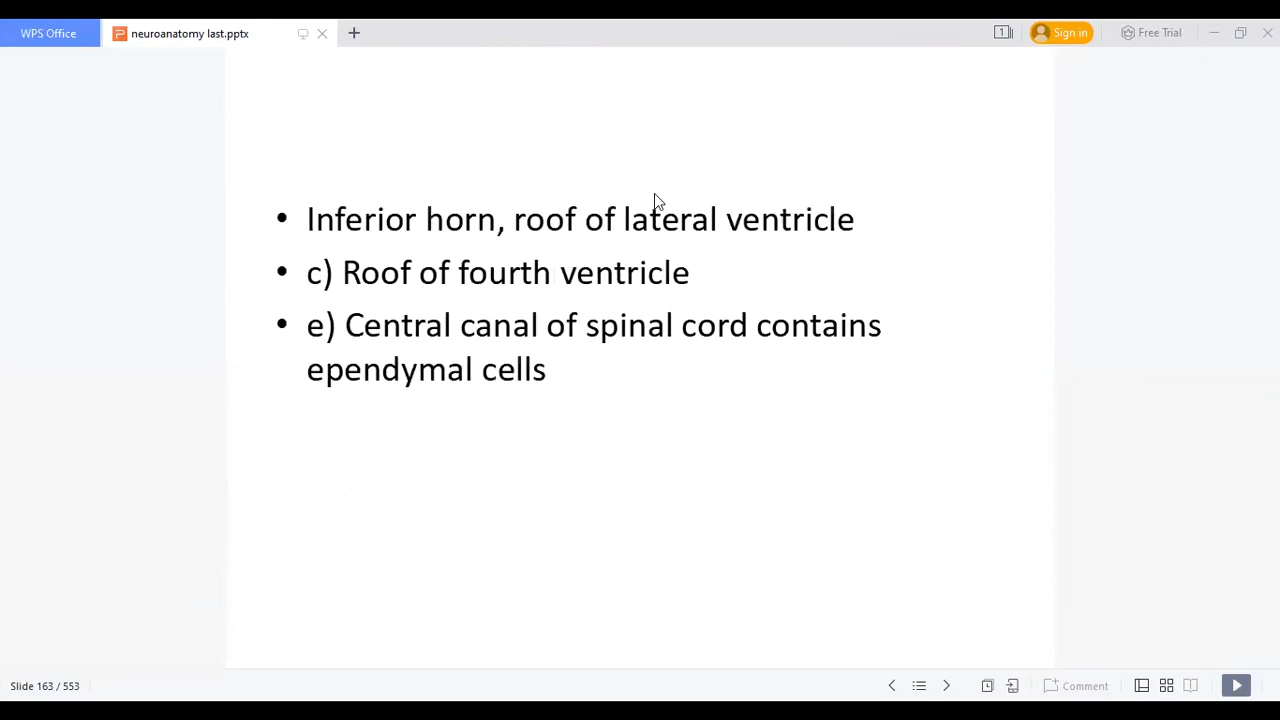 WPS Office
neuroanatomy last.pptx
1
Sign in
Free Trial
• Inferior horn, roof of lateral ventricle
• c) Roof of fourth ventricle
• e) Central canal of spinal cord contains
ependymal cells
Slide 163 / 553
Comment